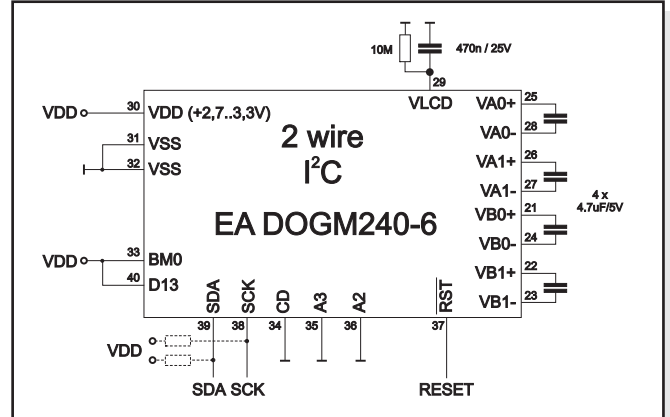 10M
470n / 25V
29
VLCD
VDD
30
VDD (+2,7..3,3V)
31
VSS
32
VSS
2 wire
I²C
EA DOGM240-6
VA0+
25
VA0-
28
VA1+
26
VA1-
27
VB0+
21
VB0-
24
VB1+
22
VB1-
23
4 x
4.7uF/5V
VDD
33
BM0
40
D13
SDA
SCK
CD
A3
A2
RST
39
38
34
35
36
37
VDD
SDA SCK
RESET